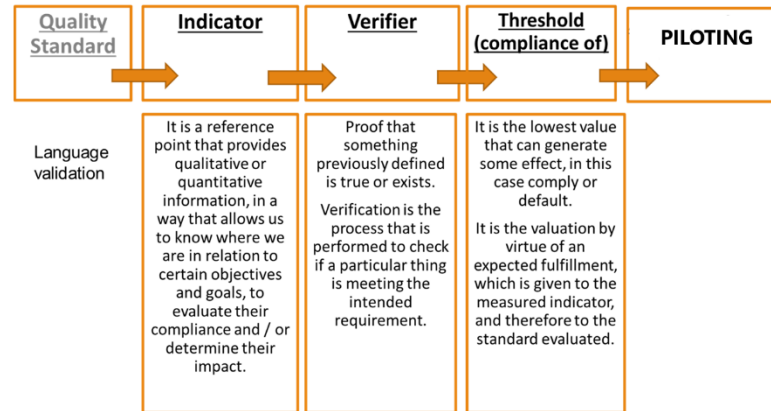 Quality
Standard
Indicator
Verifier
Threshold
(compliance of)
PILOTING
Language
validation
It is a reference
point that provides
qualitative or
quantitative
information, in a
way that allows us
to know where we
are in relation to
certain objectives
and goals, to
evaluate their
compliance and / or
determine their
impact.
Proof that
something
previously defined
is true or exists.
Verification is the
process that is
performed to check
if a particular thing
is meeting the
intended
requirement.
It is the lowest value
that can generate
some effect, in this
case comply or
default.
It is the valuation by
virtue of an
expected fulfillment,
which is given to the
measured indicator,
and therefore to the
standard evaluated.